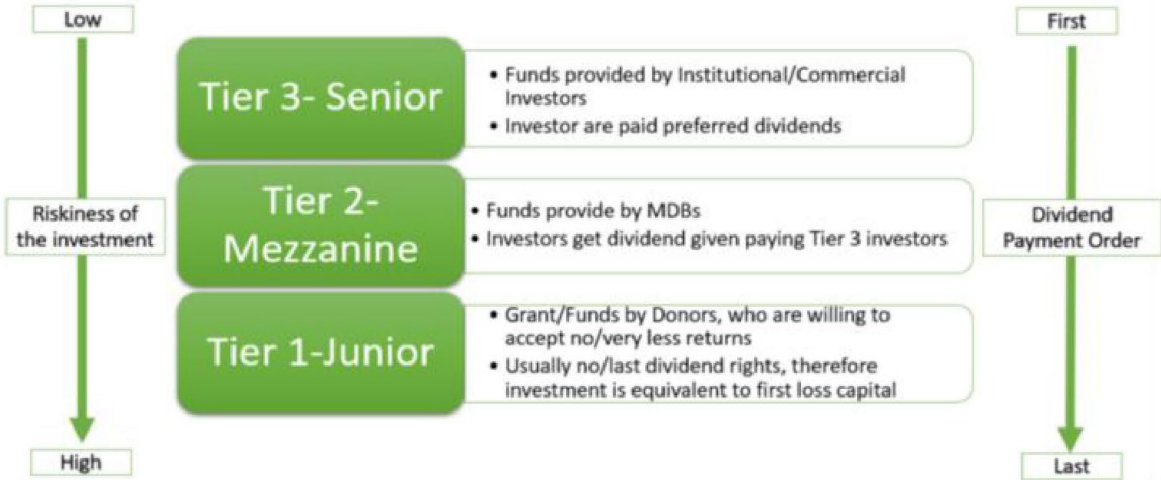 Low
First
Tier 3- Senior
• Funds provided by Institutional/Commercial
Investors
• Investor are paid preferred dividends
Riskiness of
the investment
Tier 2-
Mezzanine
• Funds provide by MDBs
• Investors get dividend given paying Tier 3 investors
Dividend
Payment Order
Tier 1-Junior
• Grant/Funds by Donors, who are willing to
accept no/very less returns
• Usually no/last dividend rights, therefore
investment is equivalent to first loss capital
High
Last